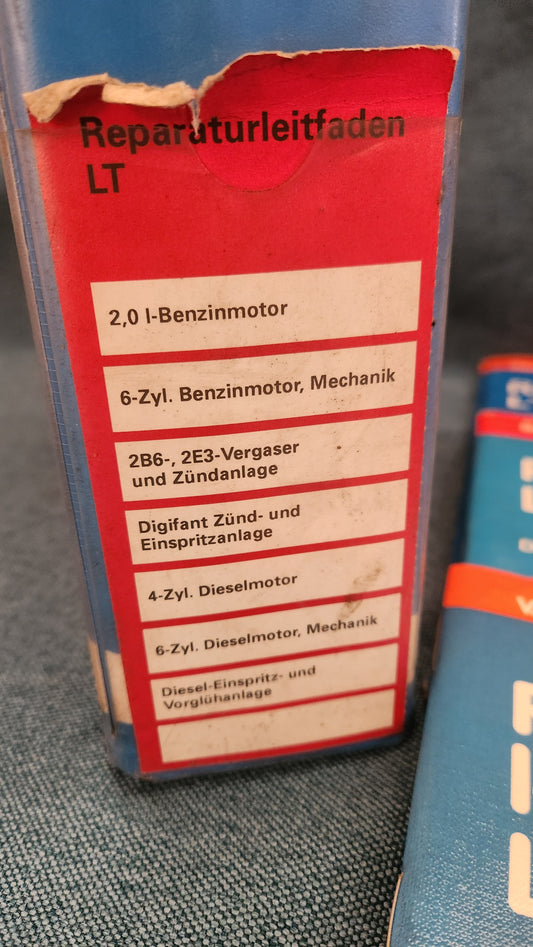 Reparaturleitfaden
LT
2,0 l-Benzinmotor
6-Zyl. Benzinmotor, Mechanik
2B6-, 2E3-Vergaser
und Zündanlage
Digifant Zünd- und
Einspritzanlage
4-Zyl. Dieselmotor
6-Zyl. Dieselmotor, Mechanik
Diesel-Einspritz- und
Vorglühanlage